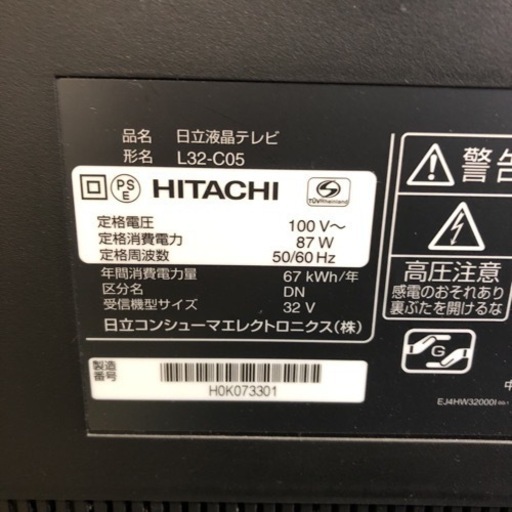 品名 日立液晶テレビ
形名 L32-C05
PS
E
HITACHI
TÜVRheinland
定格電圧 100 V～
定格消費電力 87 W
定格周波数 50/60 Hz
年間消費電力量 67 kWh/年
区分名 DN
受信機型サイズ 32 V
日立コンシューマエレクトロニクス(株)
製造
番号
H0K073301
警告
高圧注意
感電のおそれあり
裏ぶたを開けるな
G
中
EJ4HW32000I